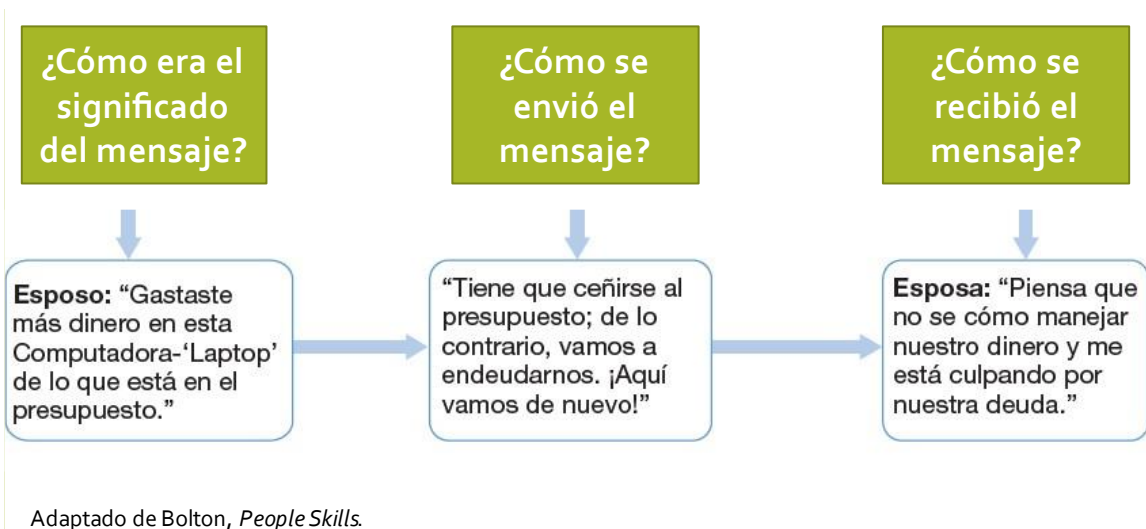 ¿Cómo era el
significado
del mensaje?
¿Cómo se
envió el
mensaje?
¿Cómo se
recibió el
mensaje?
Esposo: “Gastaste
más dinero en esta
Computadora-‘Laptop’
de lo que está en el
presupuesto.”
“Tiene que ceñirse al
presupuesto; de lo
contrario, vamos a
endeudarnos. ¡Aquí
vamos de nuevo!”
Esposa: “Piensa que
no se cómo manejar
nuestro dinero y me
está culpando por
nuestra deuda.”
Adaptado de Bolton, People Skills.